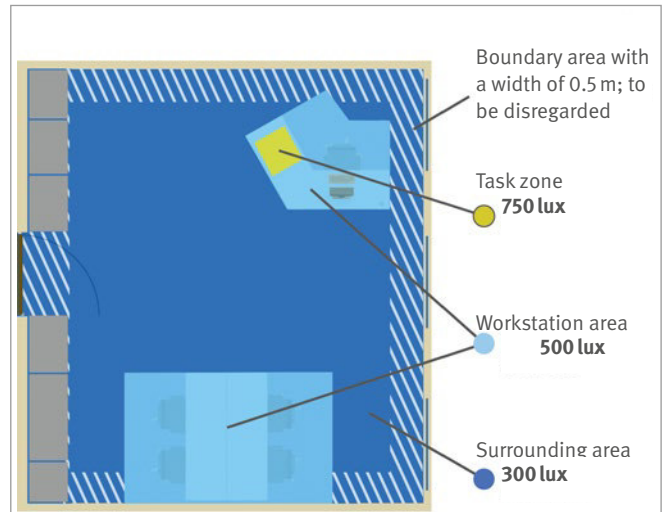 Boundary area with
a width of 0.5 m; to
be disregarded
Task zone
750 lux
Workstation area
500 lux
Surrounding area
300 lux